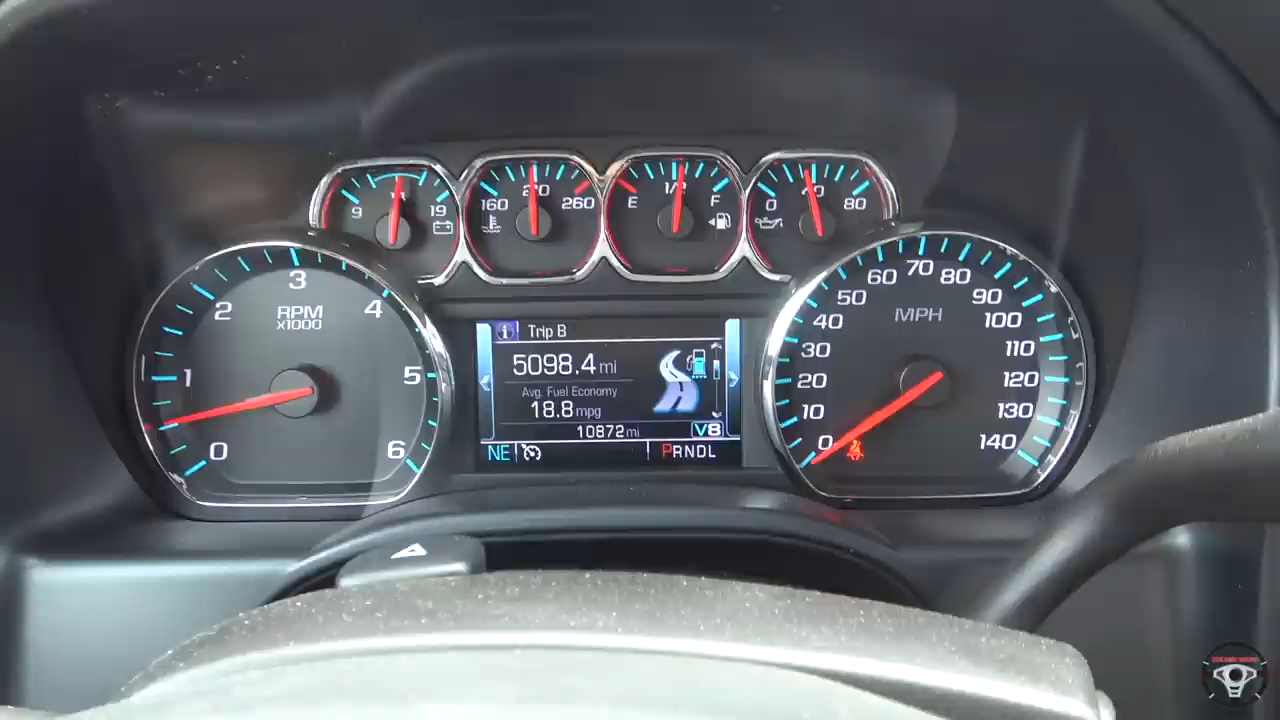 9 19
160 210 260
E 1/2 F
0 40 80
0 1 2 3 4 5 6
RPM
x1000
Trip B
5098.4 mi
Avg. Fuel Economy
18.8 mpg
10872 mi V8
NE PRNDL
0 10 20 30 40 50 60 70 80 90 100 110 120 130 140
MPH